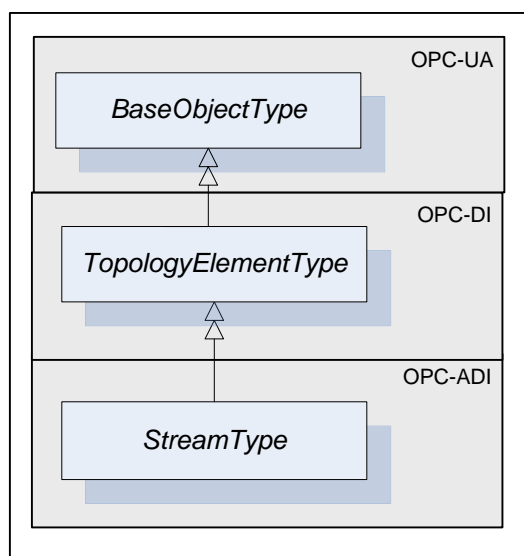 OPC-UA
BaseObjectType
OPC-DI
TopologyElementType
OPC-ADI
StreamType